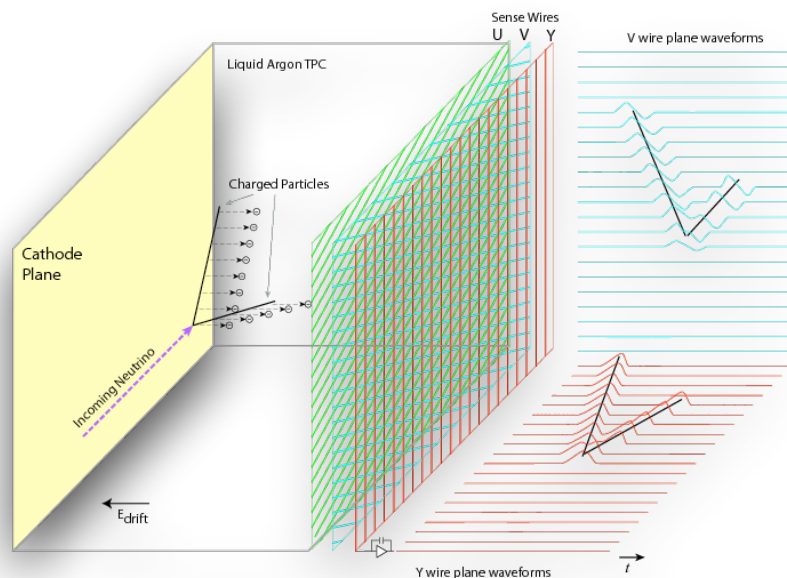 Sense Wires
U V Y
V wire plane waveforms
Liquid Argon TPC
Charged Particles
Cathode
Plane
Incoming Neutrino
Edrift
t
Y wire plane waveforms